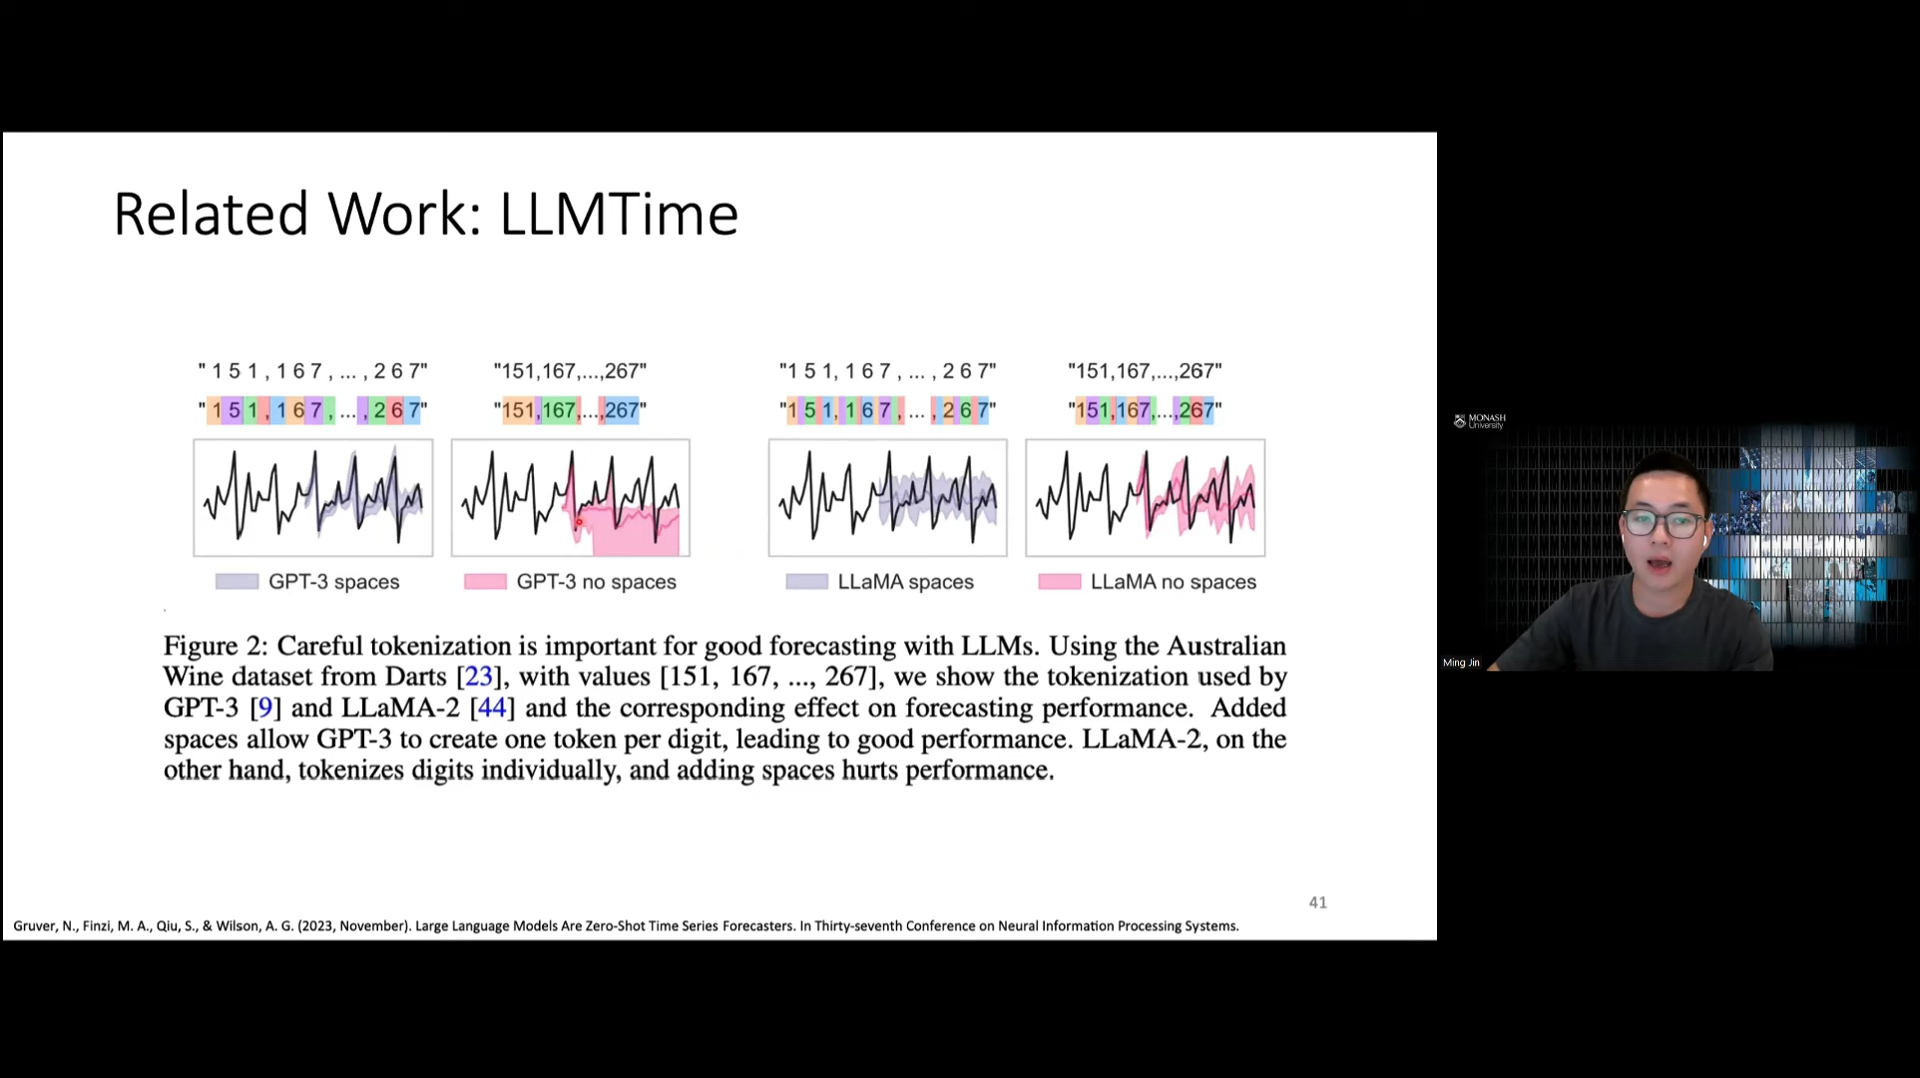 Related Work: LLMTime
" 1 5 1 , 1 6 7 , ... , 2 6 7"
"151,167,...,267"
"1 5 1, 1 6 7 , ... , 2 6 7"
"151,167,...,267"
" 1 5 1 , 1 6 7 , ... , 2 6 7"
"151,167,...,267"
"1 5 1, 1 6 7 , ... , 2 6 7"
"151,167,...,267"
GPT-3 spaces
GPT-3 no spaces
LLaMA spaces
LLaMA no spaces
Figure 2: Careful tokenization is important for good forecasting with LLMs. Using the Australian
Wine dataset from Darts [23], with values [151, 167, ..., 267], we show the tokenization used by
GPT-3 [9] and LLaMA-2 [44] and the corresponding effect on forecasting performance. Added
spaces allow GPT-3 to create one token per digit, leading to good performance. LLaMA-2, on the
other hand, tokenizes digits individually, and adding spaces hurts performance.
41
Gruver, N., Finzi, M. A., Qiu, S., & Wilson, A. G. (2023, November). Large Language Models Are Zero-Shot Time Series Forecasters. In Thirty-seventh Conference on Neural Information Processing Systems.
MONASH
University
Ming Jin